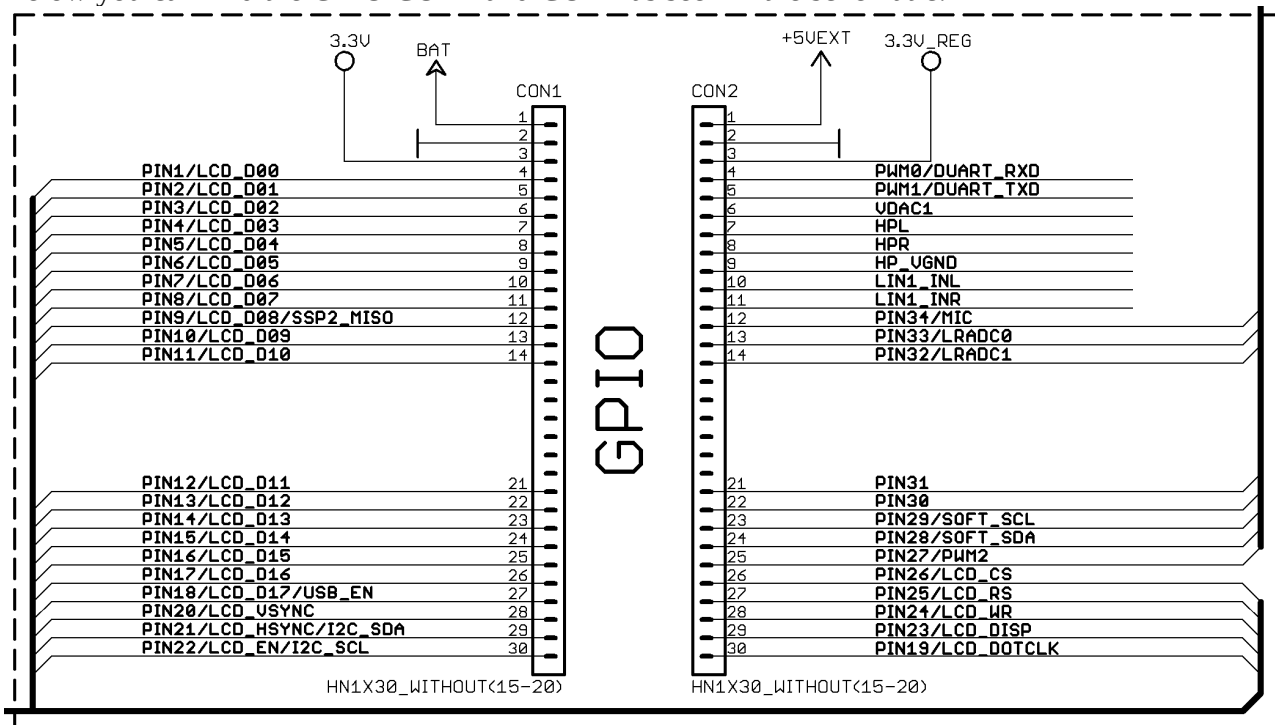 3.3V
BAT
CON1
1
2
3
PIN1/LCD_D00 4
PIN2/LCD_D01 5
PIN3/LCD_D02 6
PIN4/LCD_D03 7
PIN5/LCD_D04 8
PIN6/LCD_D05 9
PIN7/LCD_D06 10
PIN8/LCD_D07 11
PIN9/LCD_D08/SSP2_MISO 12
PIN10/LCD_D09 13
PIN11/LCD_D10 14
PIN12/LCD_D11 21
PIN13/LCD_D12 22
PIN14/LCD_D13 23
PIN15/LCD_D14 24
PIN16/LCD_D15 25
PIN17/LCD_D16 26
PIN18/LCD_D17/USB_EN 27
PIN20/LCD_VSYNC 28
PIN21/LCD_HSYNC/I2C_SDA 29
PIN22/LCD_EN/I2C_SCL 30
HN1X30_WITHOUT(15-20)
GPIO
+5VEXT
3.3V_REG
CON2
1
2
3
4 PWM0/DUART_RXD
5 PWM1/DUART_TXD
6 VDAC1
7 HPL
8 HPR
9 HP_VGND
10 LIN1_INL
11 LIN1_INR
12 PIN34/MIC
13 PIN33/LRADC0
14 PIN32/LRADC1
21 PIN31
22 PIN30
23 PIN29/SOFT_SCL
24 PIN28/SOFT_SDA
25 PIN27/PWM2
26 PIN26/LCD_CS
27 PIN25/LCD_RS
28 PIN24/LCD_WR
29 PIN23/LCD_DISP
30 PIN19/LCD_DOTCLK
HN1X30_WITHOUT(15-20)